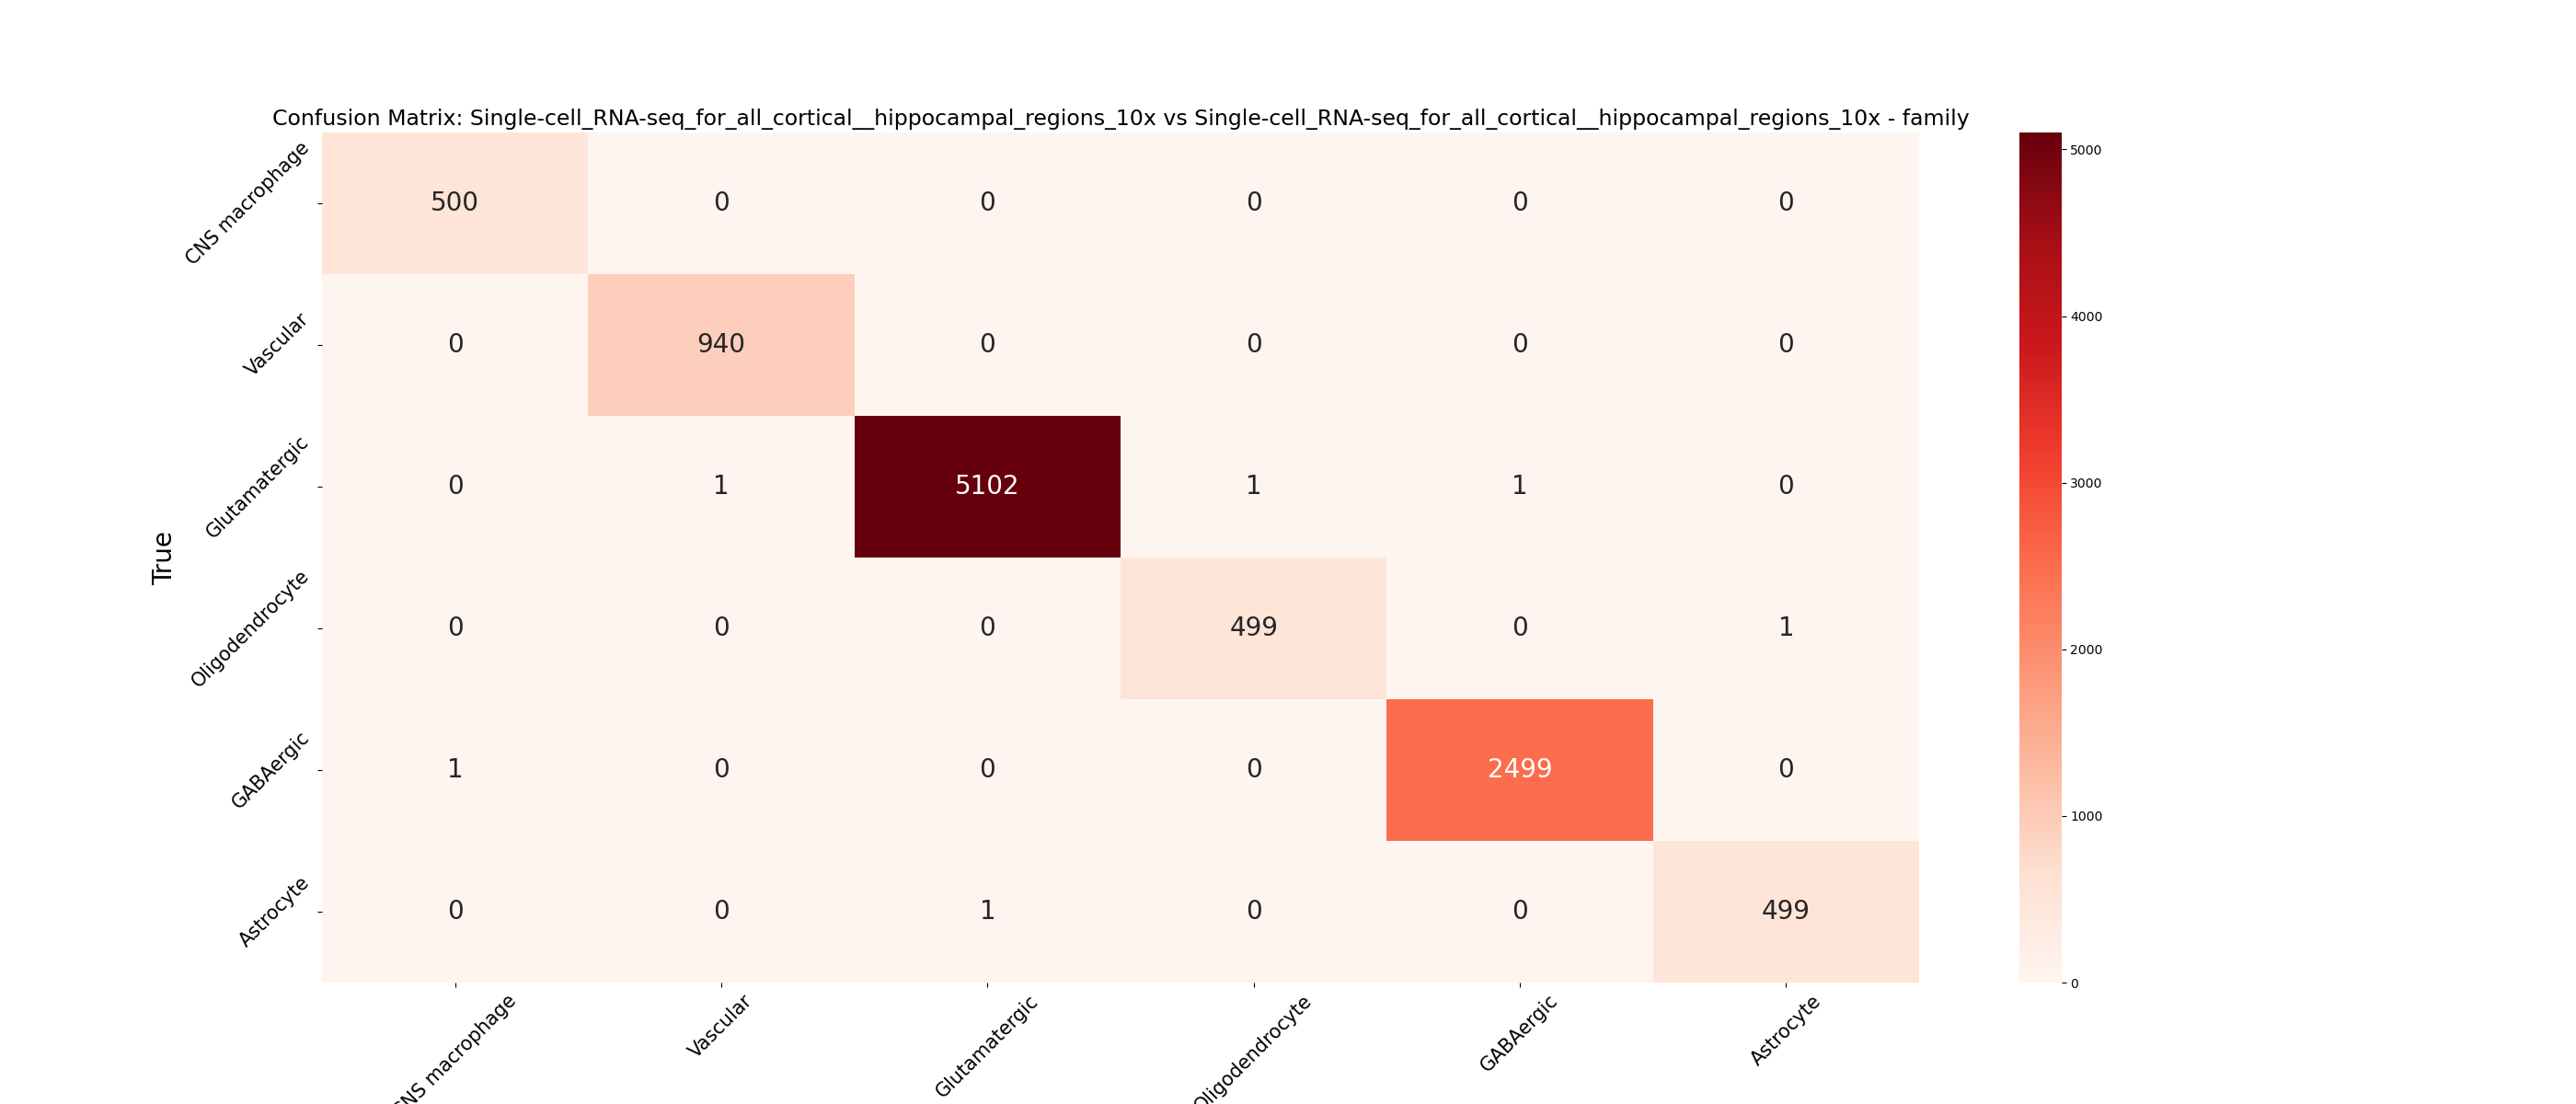 Confusion Matrix: Single-cell_RNA-seq_for_all_cortical__hippocampal_regions_10x vs Single-cell_RNA-seq_for_all_cortical__hippocampal_regions_10x - family
CNS macrophage 500 0 0 0 0 0
Vascular 0 940 0 0 0 0
Glutamatergic 0 1 5102 1 1 0
Oligodendrocyte 0 0 0 499 0 1
GABAergic 1 0 0 0 2499 0
Astrocyte 0 0 1 0 0 499
True
CNS macrophage Vascular Glutamatergic Oligodendrocyte GABAergic Astrocyte
5000
4000
3000
2000
1000
0